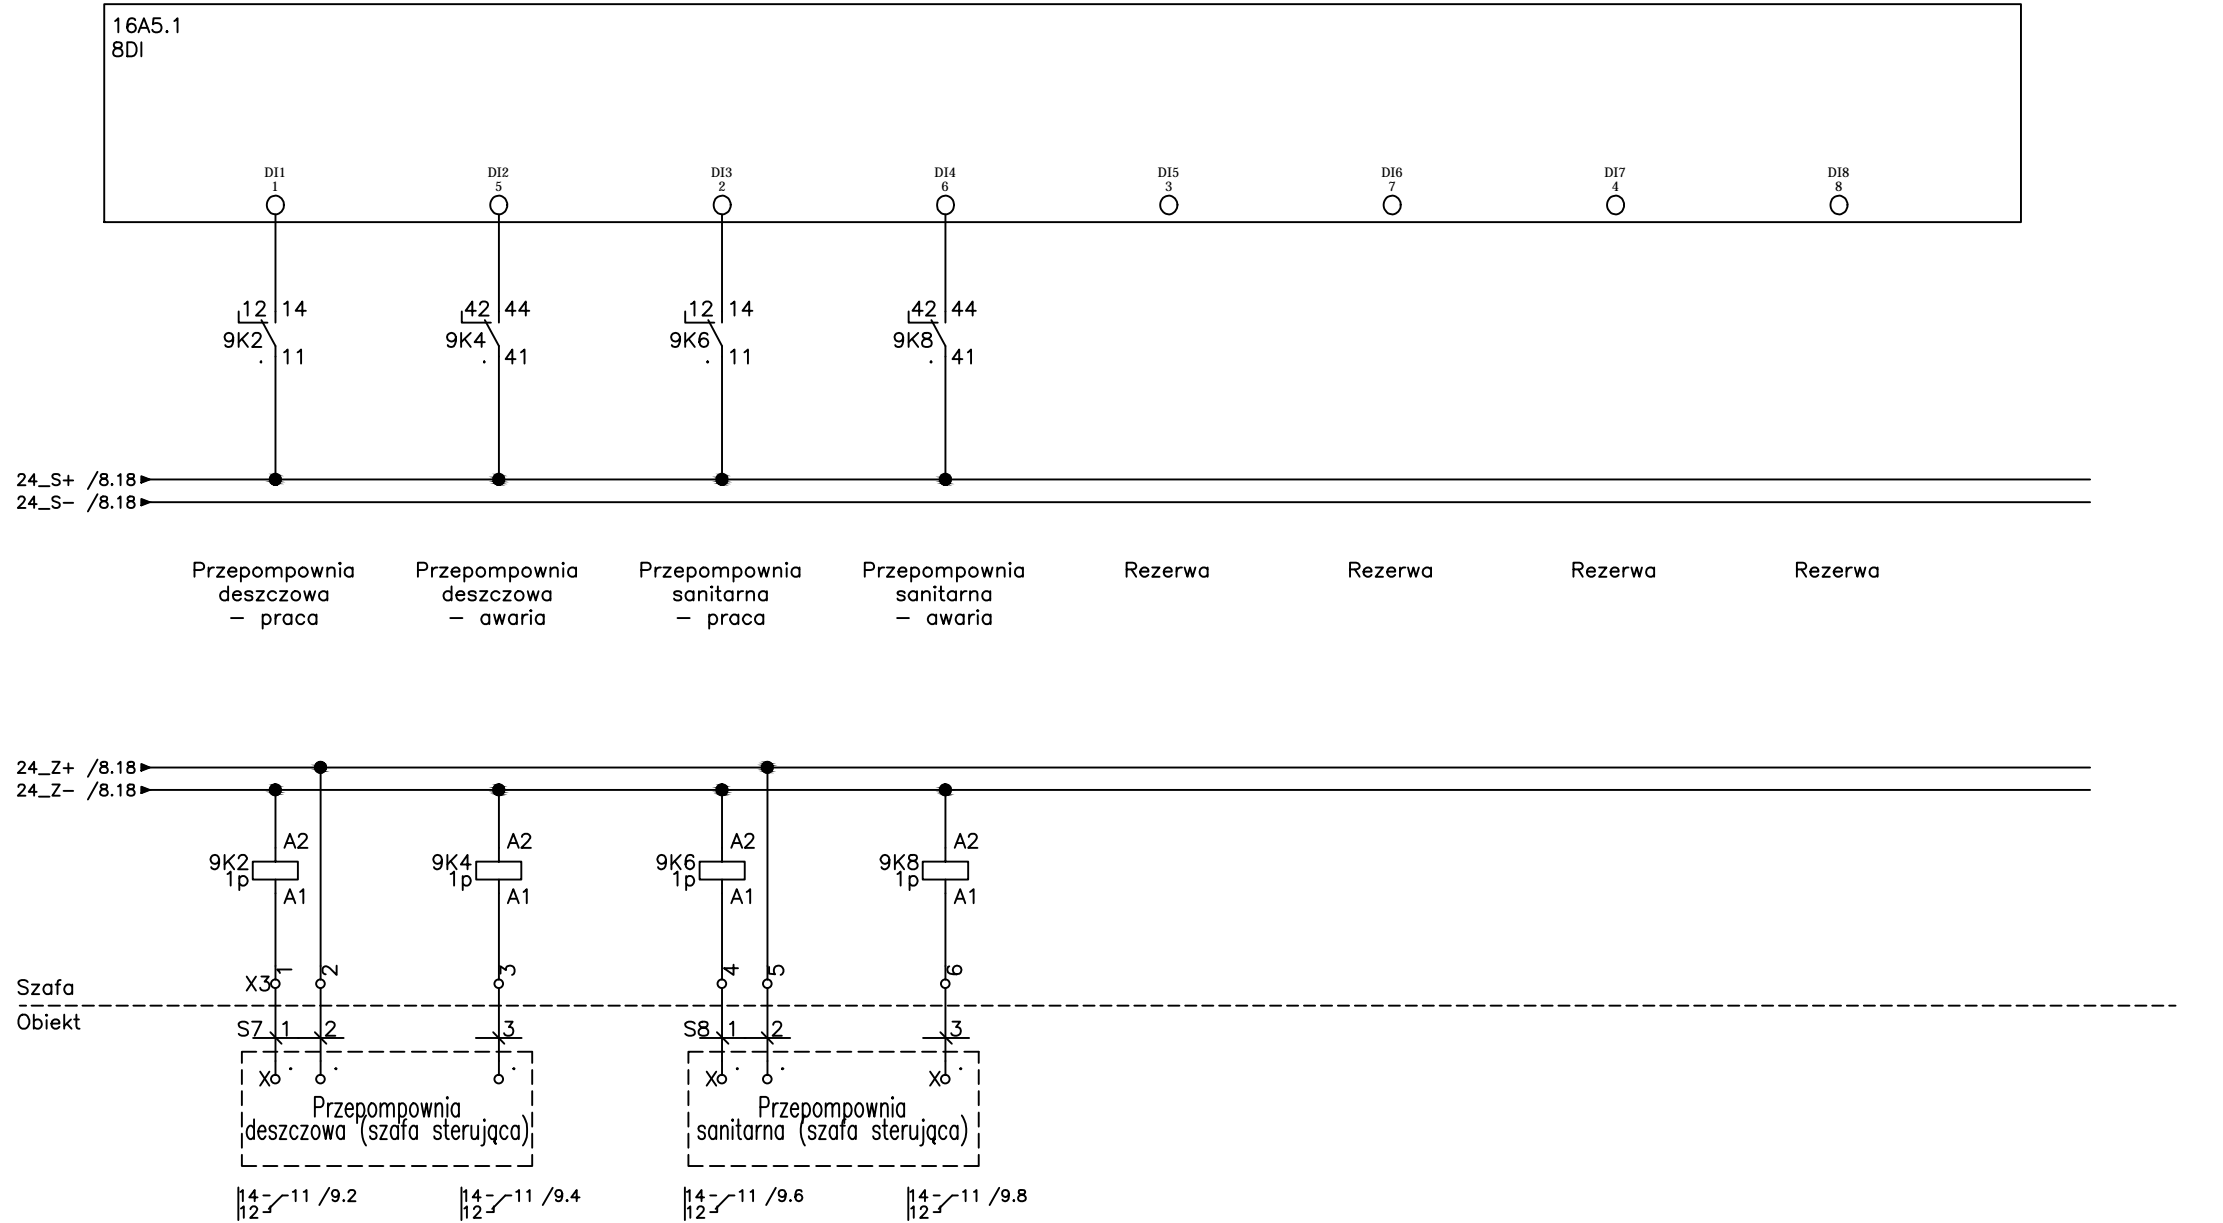 16A5.1
8DI
DI1 DI2 DI3 DI4 DI5 DI6 DI7 DI8
1 5 2 6 3 7 4 8
12 14 42 44 12 14 42 44
9K2 9K4 9K6 9K8
. 11 . 41 . 11 . 41
24_S+ /8.18
24_S- /8.18
Przepompownia Przepompownia Przepompownia Przepompownia Rezerwa Rezerwa Rezerwa Rezerwa
deszczowa deszczowa sanitarna sanitarna
- praca - awaria - praca - awaria
24_Z+ /8.18
24_Z- /8.18
A2 A2 A2 A2
9K2 9K4 9K6 9K8
1p 1p 1p 1p
A1 A1 A1 A1
1 2 3 4 5 6
X3
Szafa
Obiekt
S7 1 2 3 S8 1 2 3
. . . . . .
X X X
Przepompownia Przepompownia
deszczowa (szafa sterująca) sanitarna (szafa sterująca)
14 11 /9.2 14 11 /9.4 14 11 /9.6 14 11 /9.8
12 12 12 12